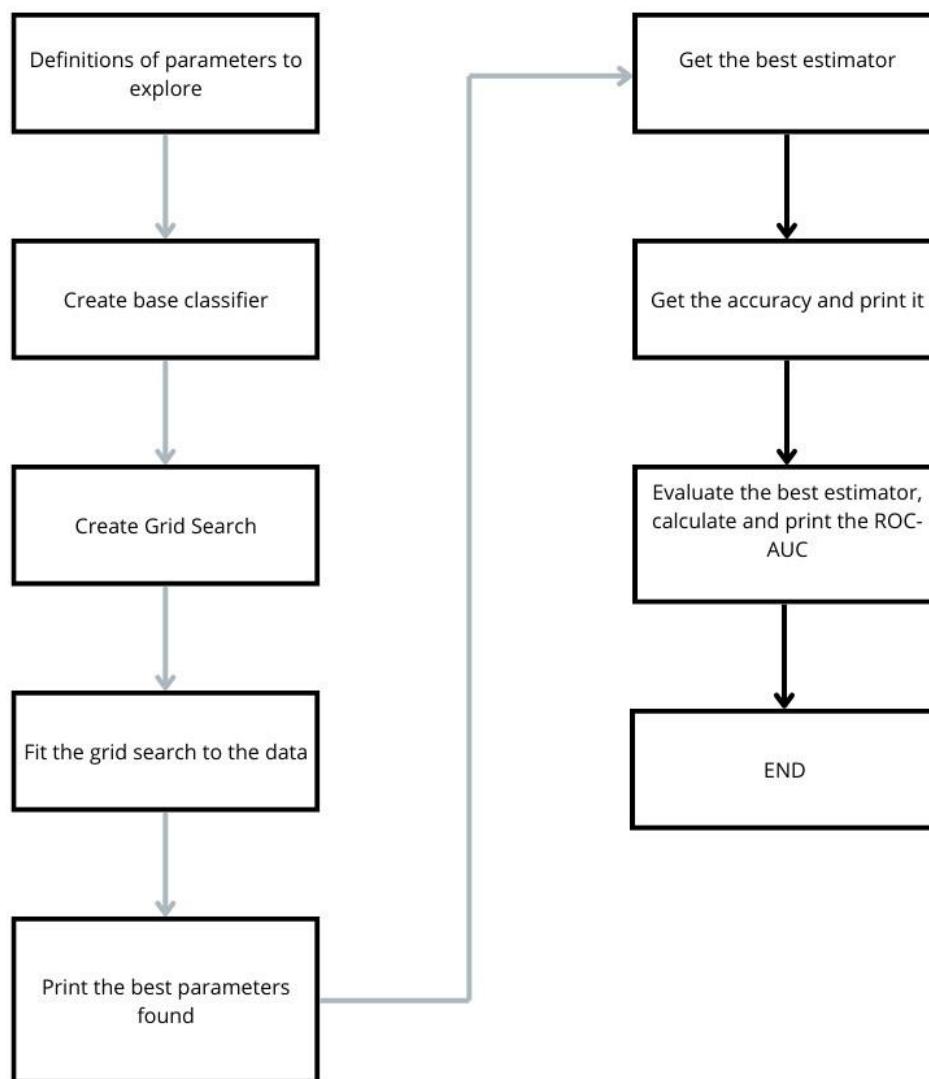 Definitions of parameters to
explore
Create base classifier
Create Grid Search
Fit the grid search to the data
Print the best parameters
found
Get the best estimator
Get the accuracy and print it
Evaluate the best estimator,
calculate and print the ROC-
AUC
END